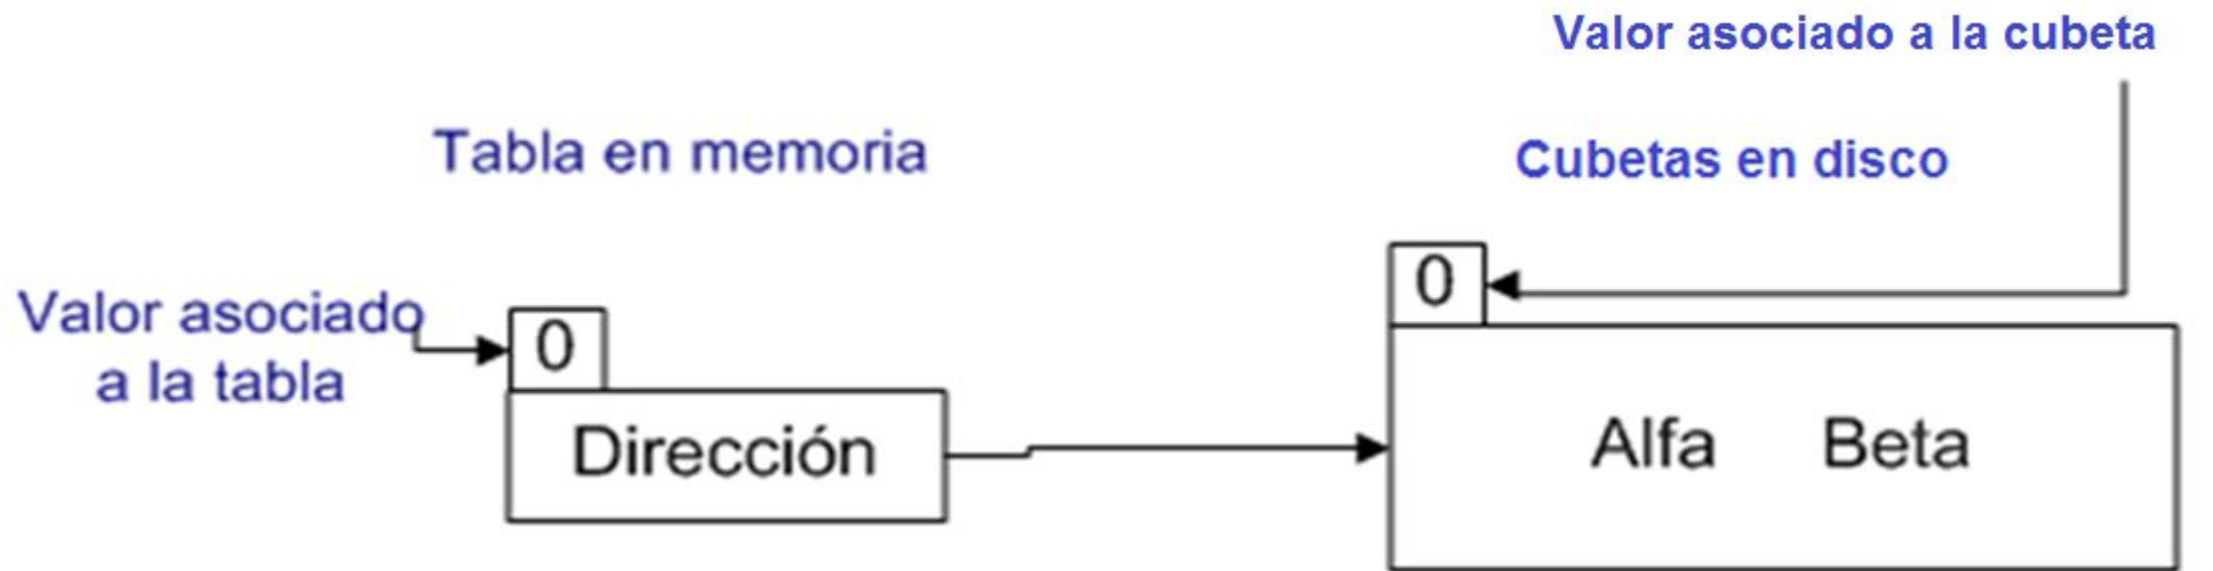 Valor asociado a la cubeta
Tabla en memoria
Cubetas en disco
Valor asociado
a la tabla
0
0
Dirección
Alfa Beta